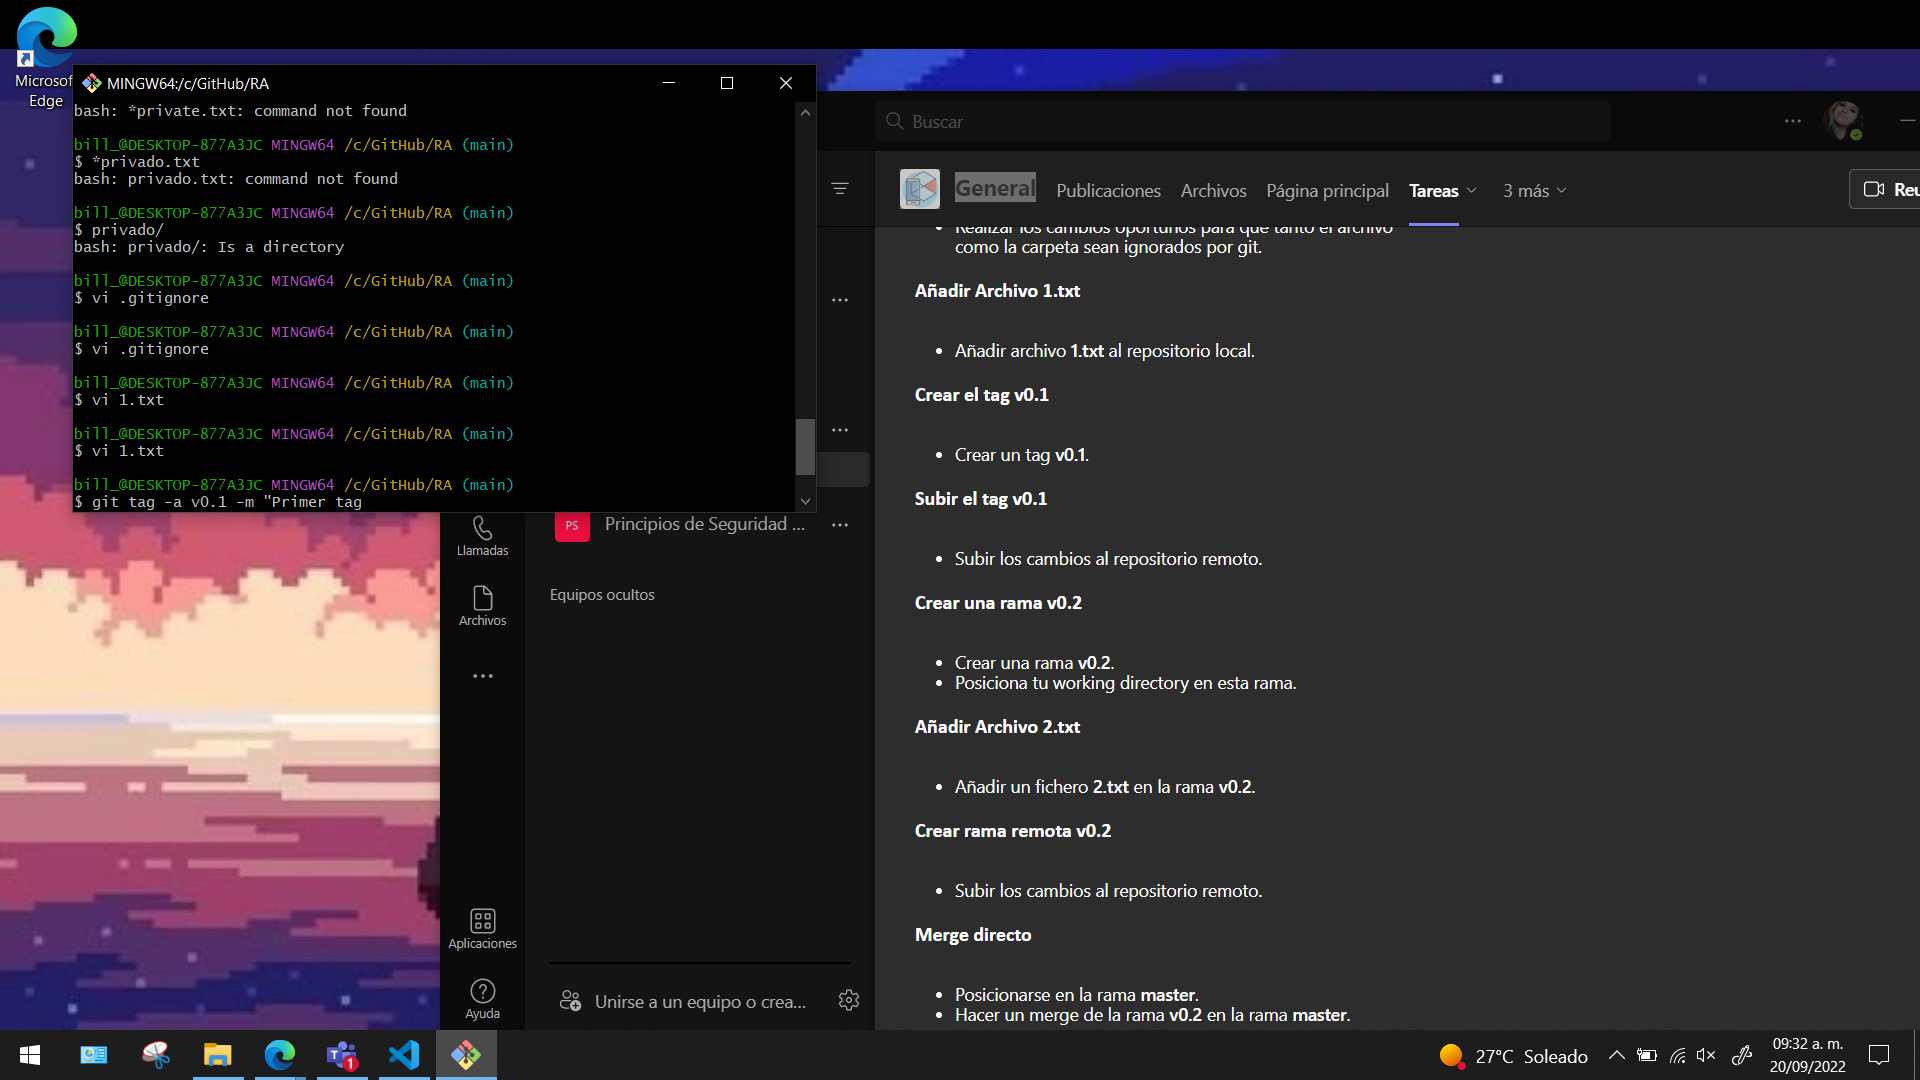 Microsof
Edge
MINGW64:/c/GitHub/RA
bash: *private.txt: command not found
bill_@DESKTOP-877A3JC MINGW64 /c/GitHub/RA (main)
$ *privado.txt
bash: privado.txt: command not found
bill_@DESKTOP-877A3JC MINGW64 /c/GitHub/RA (main)
$ privado/
bash: privado/: Is a directory
bill_@DESKTOP-877A3JC MINGW64 /c/GitHub/RA (main)
$ vi .gitignore
bill_@DESKTOP-877A3JC MINGW64 /c/GitHub/RA (main)
$ vi .gitignore
bill_@DESKTOP-877A3JC MINGW64 /c/GitHub/RA (main)
$ vi 1.txt
bill_@DESKTOP-877A3JC MINGW64 /c/GitHub/RA (main)
$ vi 1.txt
bill_@DESKTOP-877A3JC MINGW64 /c/GitHub/RA (main)
$ git tag -a v0.1 -m "Primer tag
Llamadas
Archivos
Aplicaciones
Ayuda
PS Principios de Seguridad ...
Equipos ocultos
Unirse a un equipo o crea...
Buscar
General Publicaciones Archivos Página principal Tareas 3 más Reu
• Realizar los cambios oportunos para que tanto el archivo
como la carpeta sean ignorados por git.
Añadir Archivo 1.txt
• Añadir archivo 1.txt al repositorio local.
Crear el tag v0.1
• Crear un tag v0.1.
Subir el tag v0.1
• Subir los cambios al repositorio remoto.
Crear una rama v0.2
• Crear una rama v0.2.
• Posiciona tu working directory en esta rama.
Añadir Archivo 2.txt
• Añadir un fichero 2.txt en la rama v0.2.
Crear rama remota v0.2
• Subir los cambios al repositorio remoto.
Merge directo
• Posicionarse en la rama master.
• Hacer un merge de la rama v0.2 en la rama master.
1
27°C Soleado
09:32 a. m.
20/09/2022